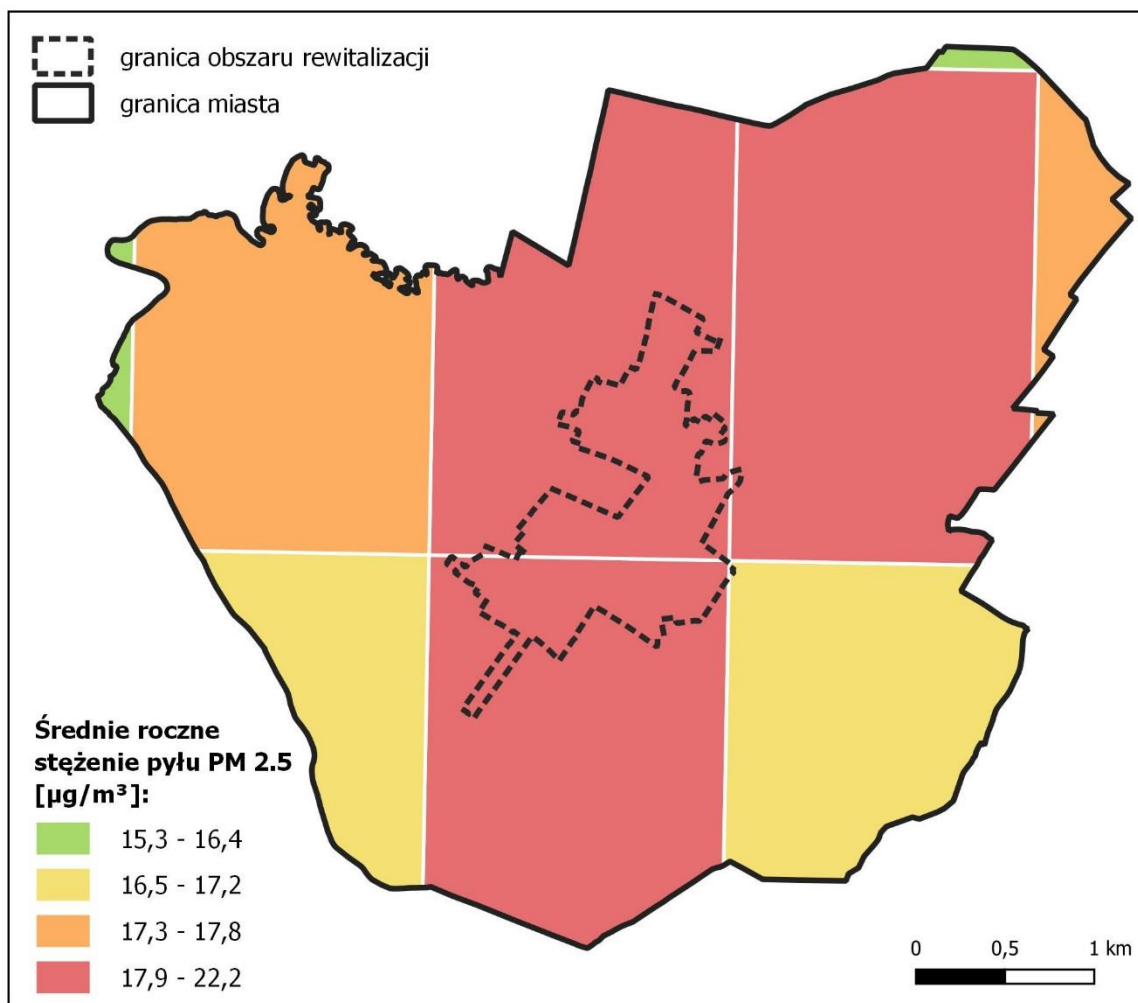 granica obszaru rewitalizacji
granica miasta
Średnie roczne
stężenie pyłu PM 2.5
[µg/m³]:
15,3 - 16,4
16,5 - 17,2
17,3 - 17,8
17,9 - 22,2
0 0,5 1 km